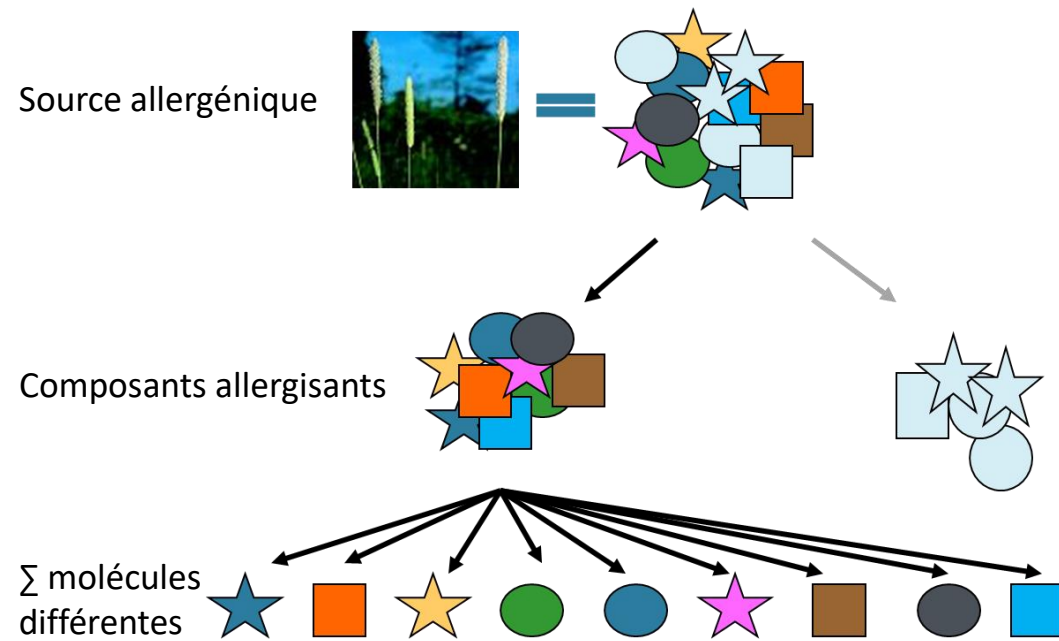 Source allergénique
Composants allergisants
∑ molécules
différentes